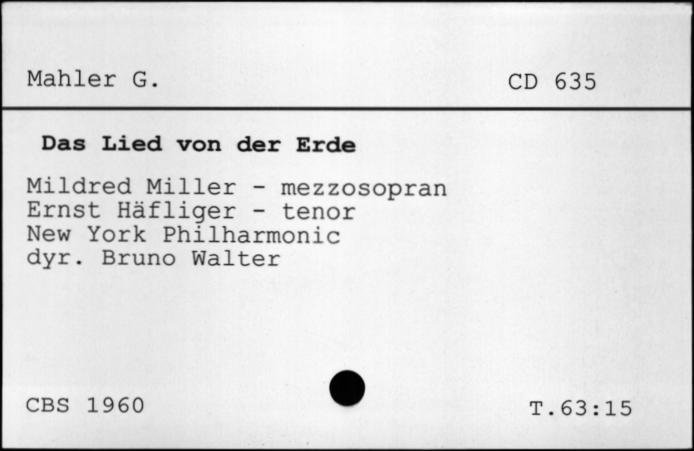 Mahler G. CD 635
Das Lied von der Erde
Mildred Miller - mezzosopran
Ernst Häfliger - tenor
New York Philharmonic
dyr. Bruno Walter
CBS 1960 T.63:15